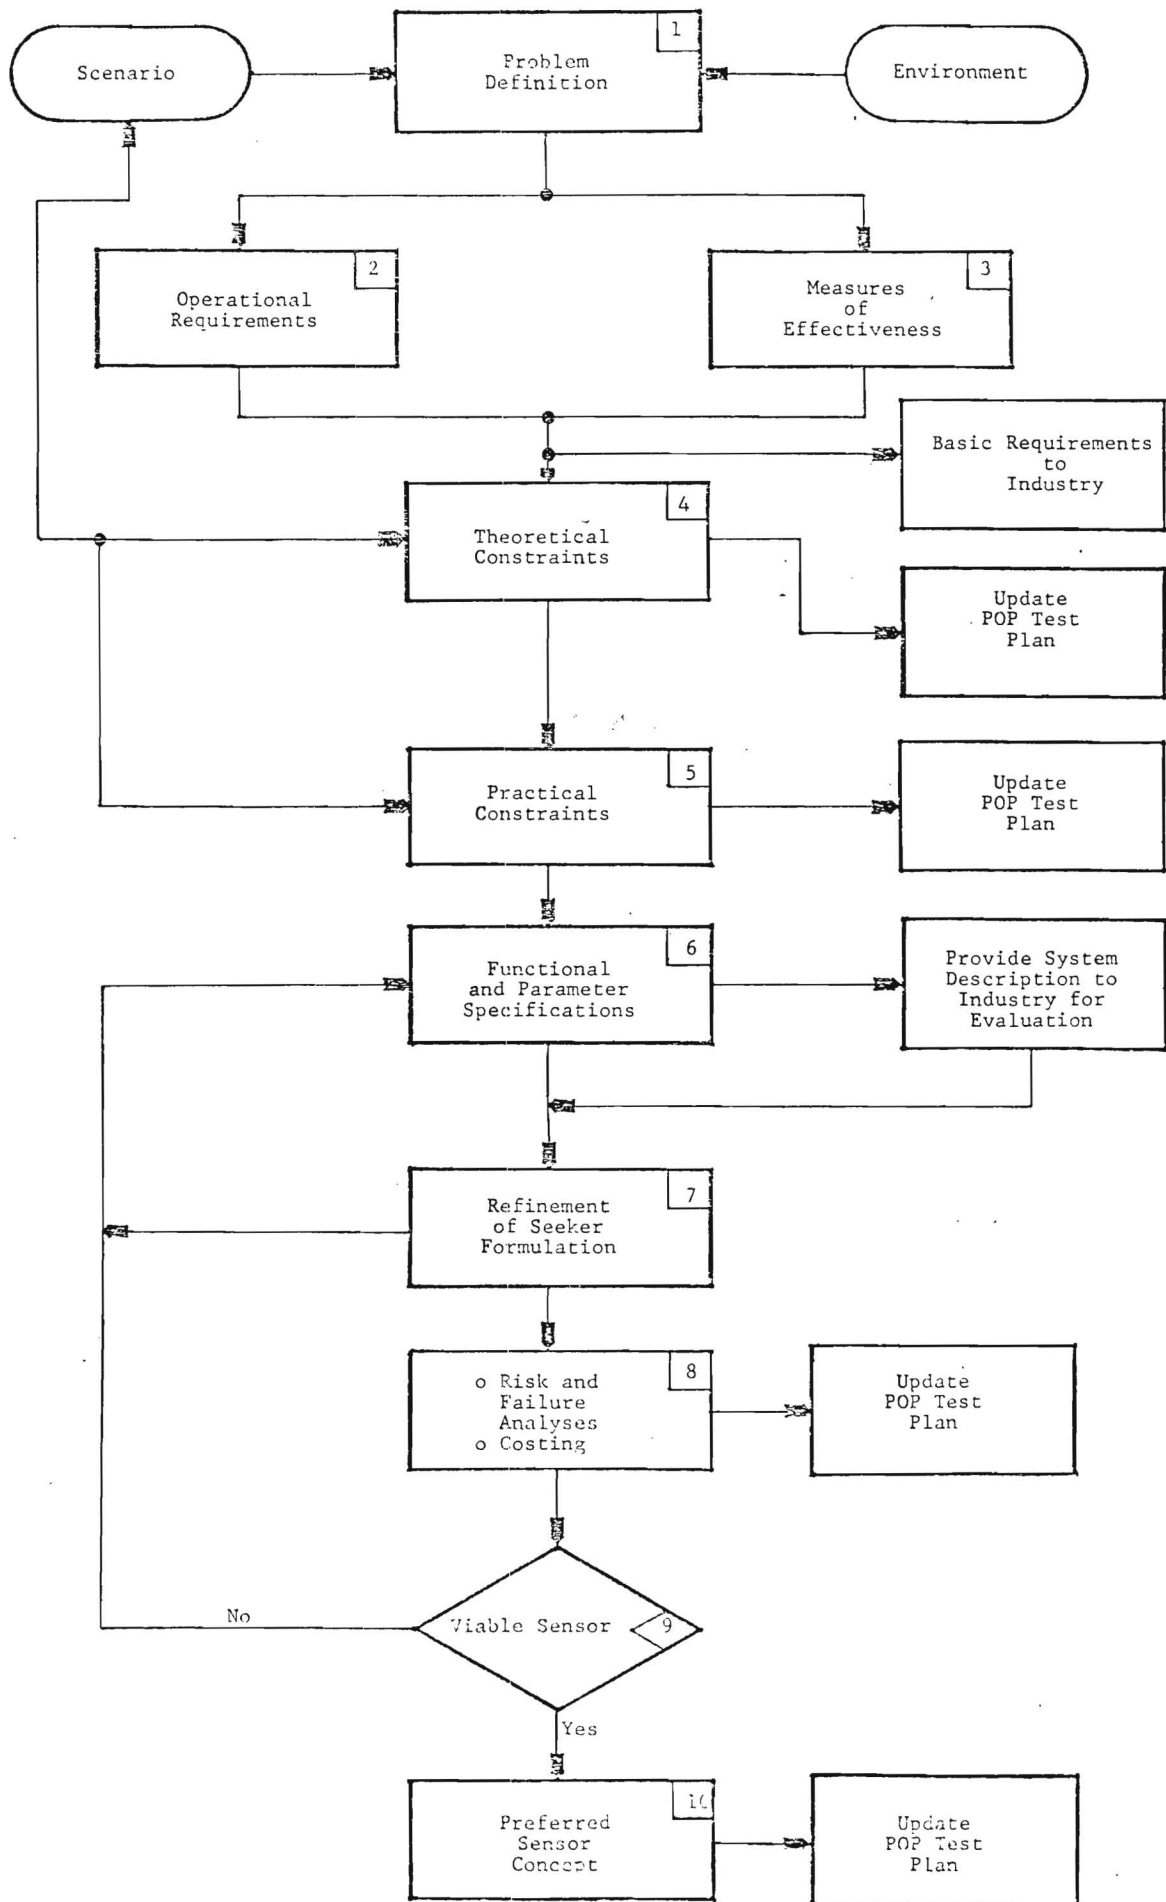 Scenario
1
Problem
Definition
Environment
2
Operational
Requirements
3
Measures
of
Effectiveness
Basic Requirements
to
Industry
4
Theoretical
Constraints
Update
POP Test
Plan
5
Practical
Constraints
Update
POP Test
Plan
6
Functional
and Parameter
Specifications
Provide System
Description to
Industry for
Evaluation
7
Refinement
of Seeker
Formulation
8
o Risk and
Failure
Analyses
o Costing
Update
POP Test
Plan
No
Viable Sensor
9
Yes
10
Preferred
Sensor
Concept
Update
POP Test
Plan